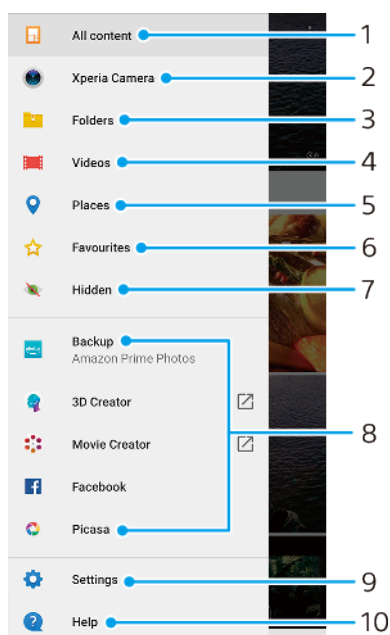 All content 1
Xperia Camera 2
Folders 3
Videos 4
Places 5
Favourites 6
Hidden 7
Backup
Amazon Prime Photos
3D Creator
8
Movie Creator
Facebook
Picasa
Settings 9
Help 10